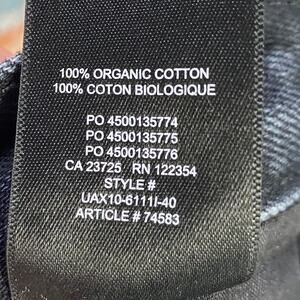 100% ORGANIC COTTON
100% COTON BIOLOGIQUE
PO 4500135774
PO 4500135775
PO 4500135776
CA 23725 RN 122354
STYLE #
UAX10-6111I-40
ARTICLE # 74583